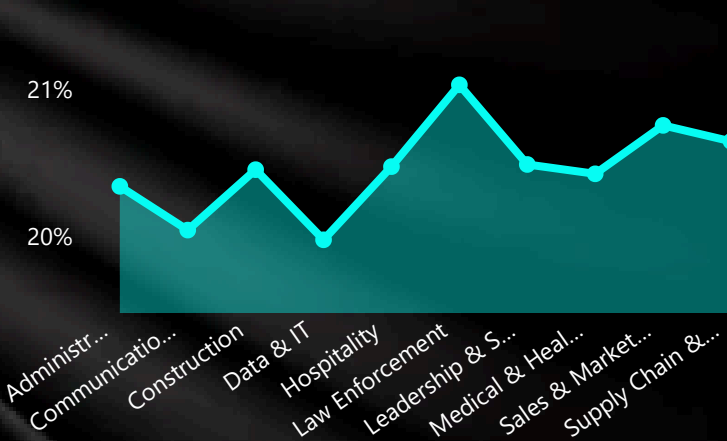 21%
20%
Administr...
Communicatio...
Construction
Data & IT
Hospitality
Law Enforcement
Leadership & S...
Medical & Heal...
Sales & Market...
Supply Chain &...